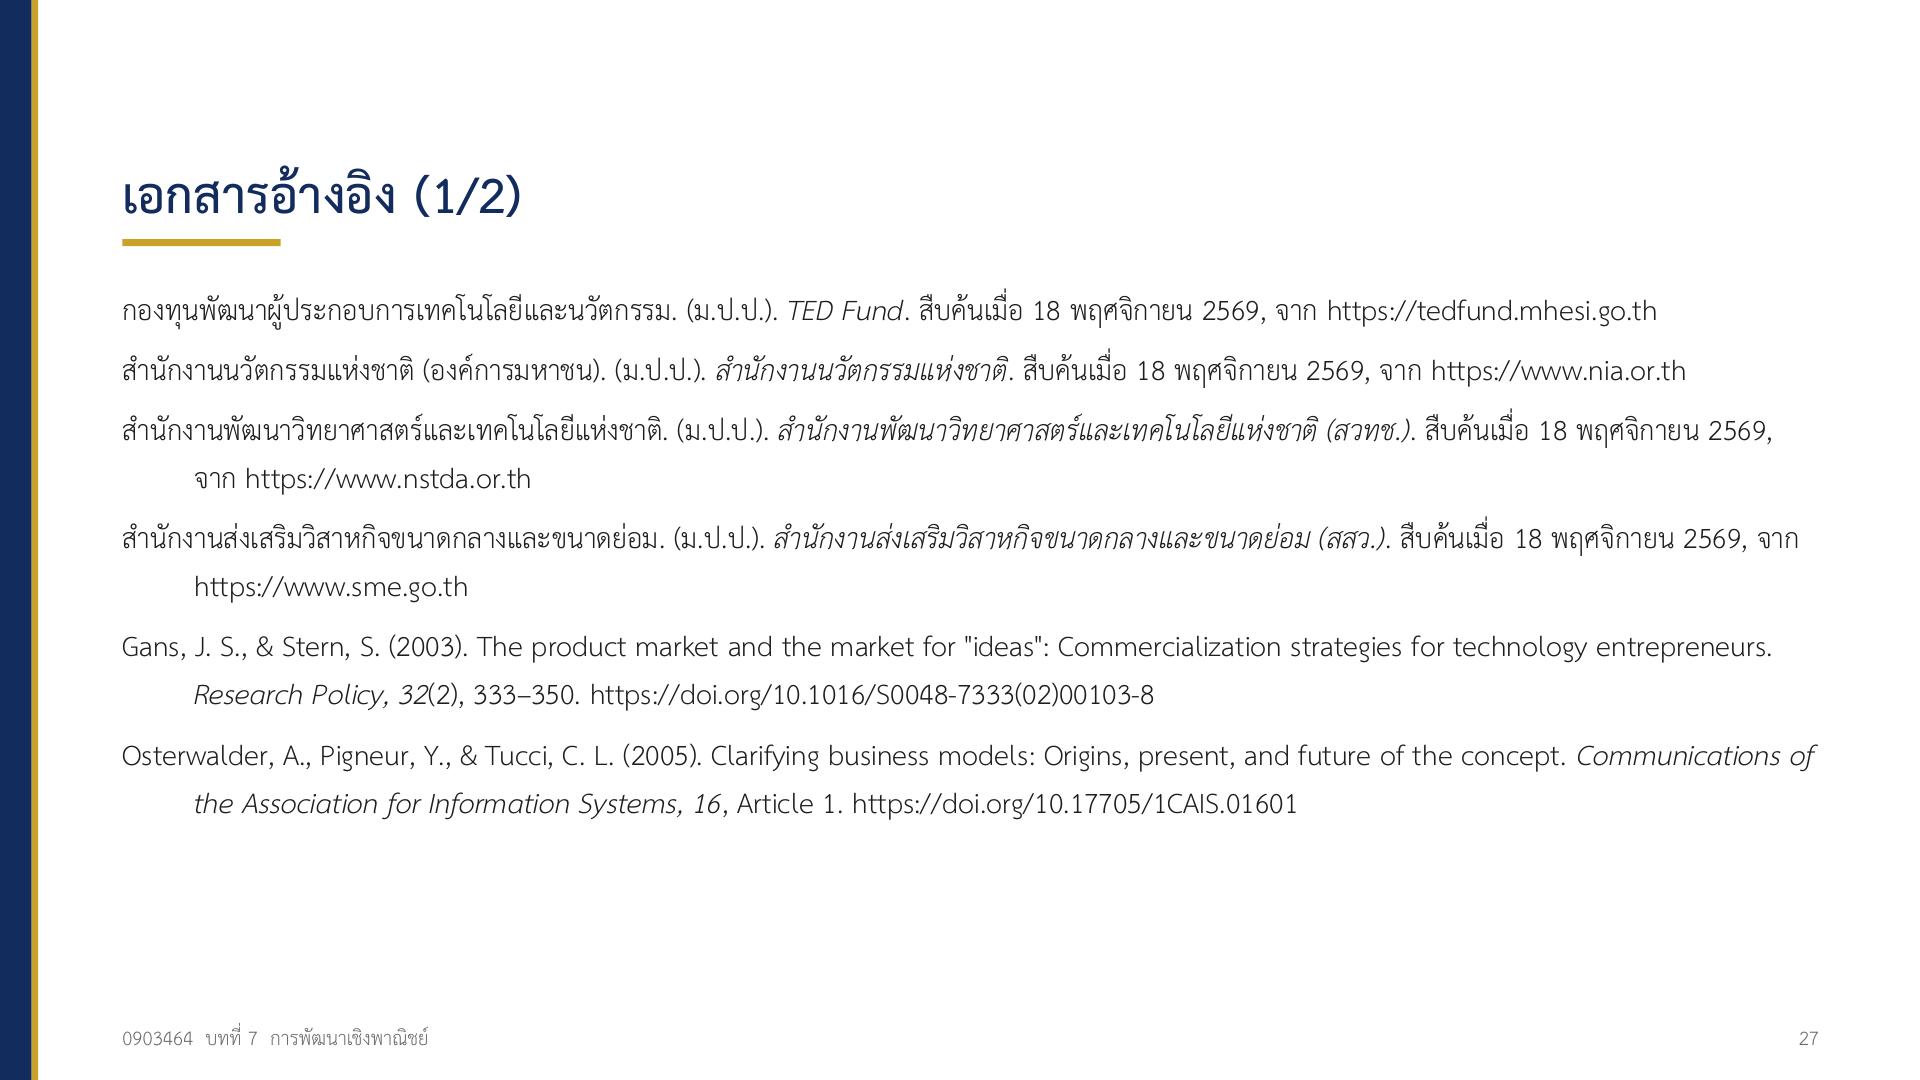 เอกสารอ้างอิง (1/2)
กองทุนพัฒนาผู้ประกอบการเทคโนโลยีและนวัตกรรม. (ม.ป.ป.). TED Fund. สืบค้นเมื่อ 18 พฤศจิกายน 2569, จาก https://tedfund.mhesi.go.th
สำนักงานนวัตกรรมแห่งชาติ (องค์การมหาชน). (ม.ป.ป.). สำนักงานนวัตกรรมแห่งชาติ. สืบค้นเมื่อ 18 พฤศจิกายน 2569, จาก https://www.nia.or.th
สำนักงานพัฒนาวิทยาศาสตร์และเทคโนโลยีแห่งชาติ. (ม.ป.ป.). สำนักงานพัฒนาวิทยาศาสตร์และเทคโนโลยีแห่งชาติ (สวทช.). สืบค้นเมื่อ 18 พฤศจิกายน 2569,
จาก https://www.nstda.or.th
สำนักงานส่งเสริมวิสาหกิจขนาดกลางและขนาดย่อม. (ม.ป.ป.). สำนักงานส่งเสริมวิสาหกิจขนาดกลางและขนาดย่อม (สสว.). สืบค้นเมื่อ 18 พฤศจิกายน 2569, จาก
https://www.sme.go.th
Gans, J. S., & Stern, S. (2003). The product market and the market for "ideas": Commercialization strategies for technology entrepreneurs.
Research Policy, 32(2), 333–350. https://doi.org/10.1016/S0048-7333(02)00103-8
Osterwalder, A., Pigneur, Y., & Tucci, C. L. (2005). Clarifying business models: Origins, present, and future of the concept. Communications of
the Association for Information Systems, 16, Article 1. https://doi.org/10.17705/1CAIS.01601
0903464 บทที่ 7 การพัฒนาเชิงพาณิชย์
27